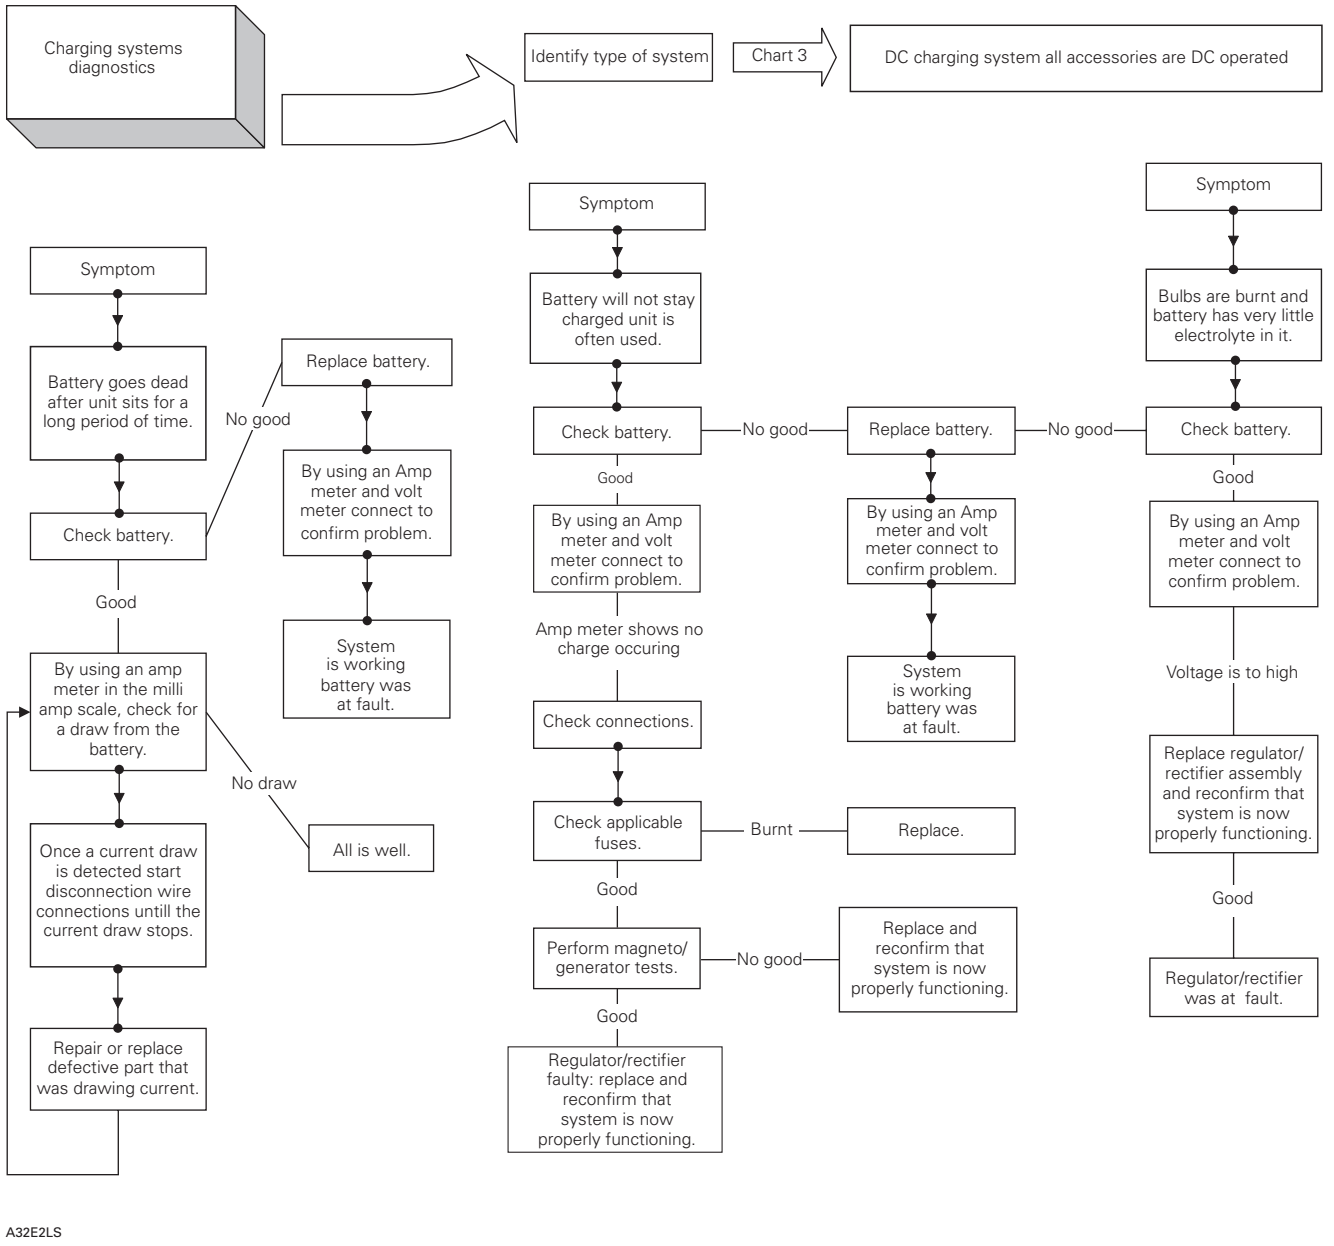 Charging systems
diagnostics
Identify type of system
Chart 3
DC charging system all accessories are DC operated
Symptom
Battery goes dead
after unit sits for a
long period of time.
Check battery.
No good
Replace battery.
By using an Amp
meter and volt
meter connect to
confirm problem.
System
is working
battery was
at fault.
Good
By using an amp
meter in the milli
amp scale, check for
a draw from the
battery.
No draw
All is well.
Once a current draw
is detected start
disconnection wire
connections untill the
current draw stops.
Repair or replace
defective part that
was drawing current.
Symptom
Battery will not stay
charged unit is
often used.
Check battery.
No good
Replace battery.
No good
By using an Amp
meter and volt
meter connect to
confirm problem.
System
is working
battery was
at fault.
Good
By using an Amp
meter and volt
meter connect to
confirm problem.
Amp meter shows no
charge occuring
Check connections.
Check applicable
fuses.
Burnt
Replace.
Good
Perform magneto/
generator tests.
No good
Replace and
reconfirm that
system is now
properly functioning.
Good
Regulator/rectifier
faulty: replace and
reconfirm that
system is now
properly functioning.
Symptom
Bulbs are burnt and
battery has very little
electrolyte in it.
Check battery.
Good
By using an Amp
meter and volt
meter connect to
confirm problem.
Voltage is to high
Replace regulator/
rectifier assembly
and reconfirm that
system is now
properly functioning.
Good
Regulator/rectifier
was at fault.
A32E2LS